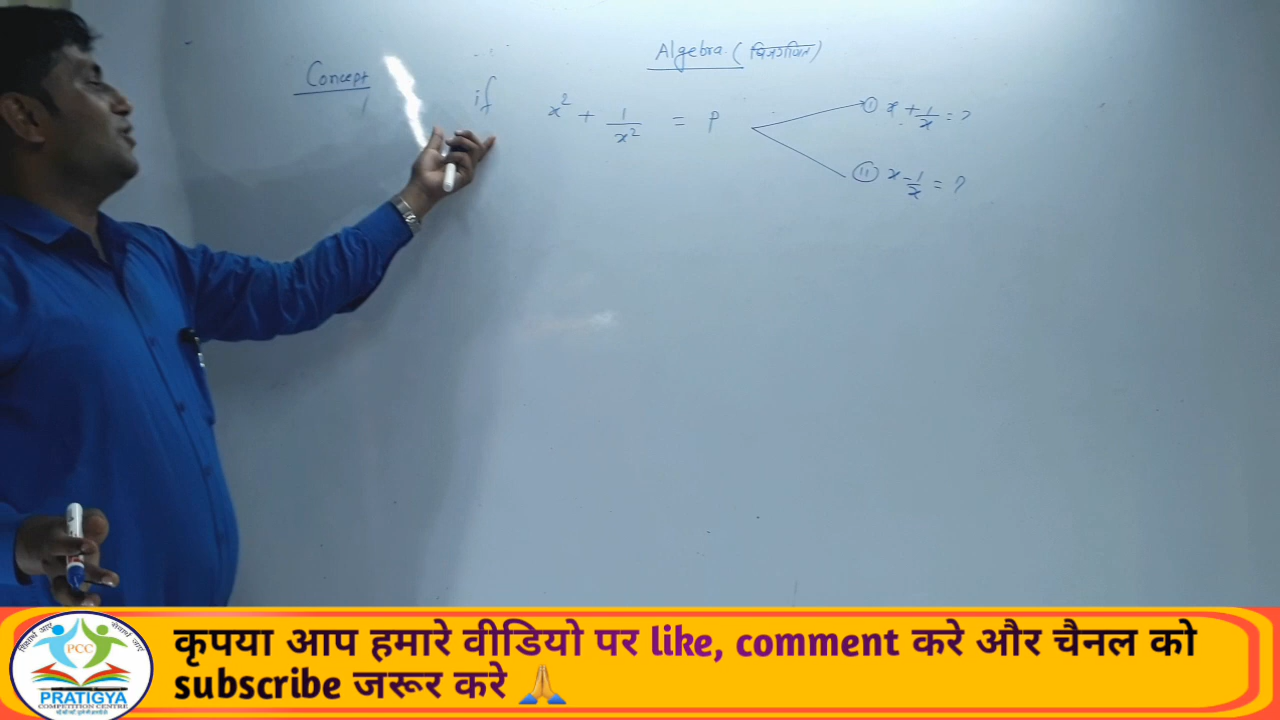 Algebra (बिजगणित)
Concept
if x² + 1/x² = P
(i) x + 1/x = ?
(ii) x - 1/x = ?
कृपया आप हमारे वीडियो पर like, comment करे और चैनल को
subscribe जरूर करे 🙏
PCC
PRATIGYA
COMPETITION CENTRE